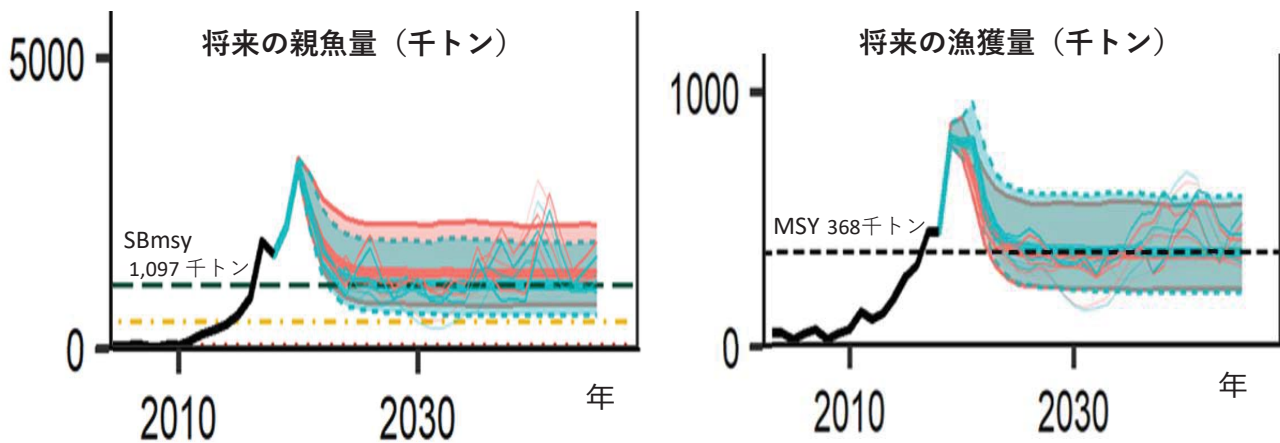 将来の親魚量（千トン）
5000
SBmsy
1,097 千トン
0
2010
2030
年
将来の漁獲量（千トン）
1000
MSY 368千トン
0
2010
2030
年